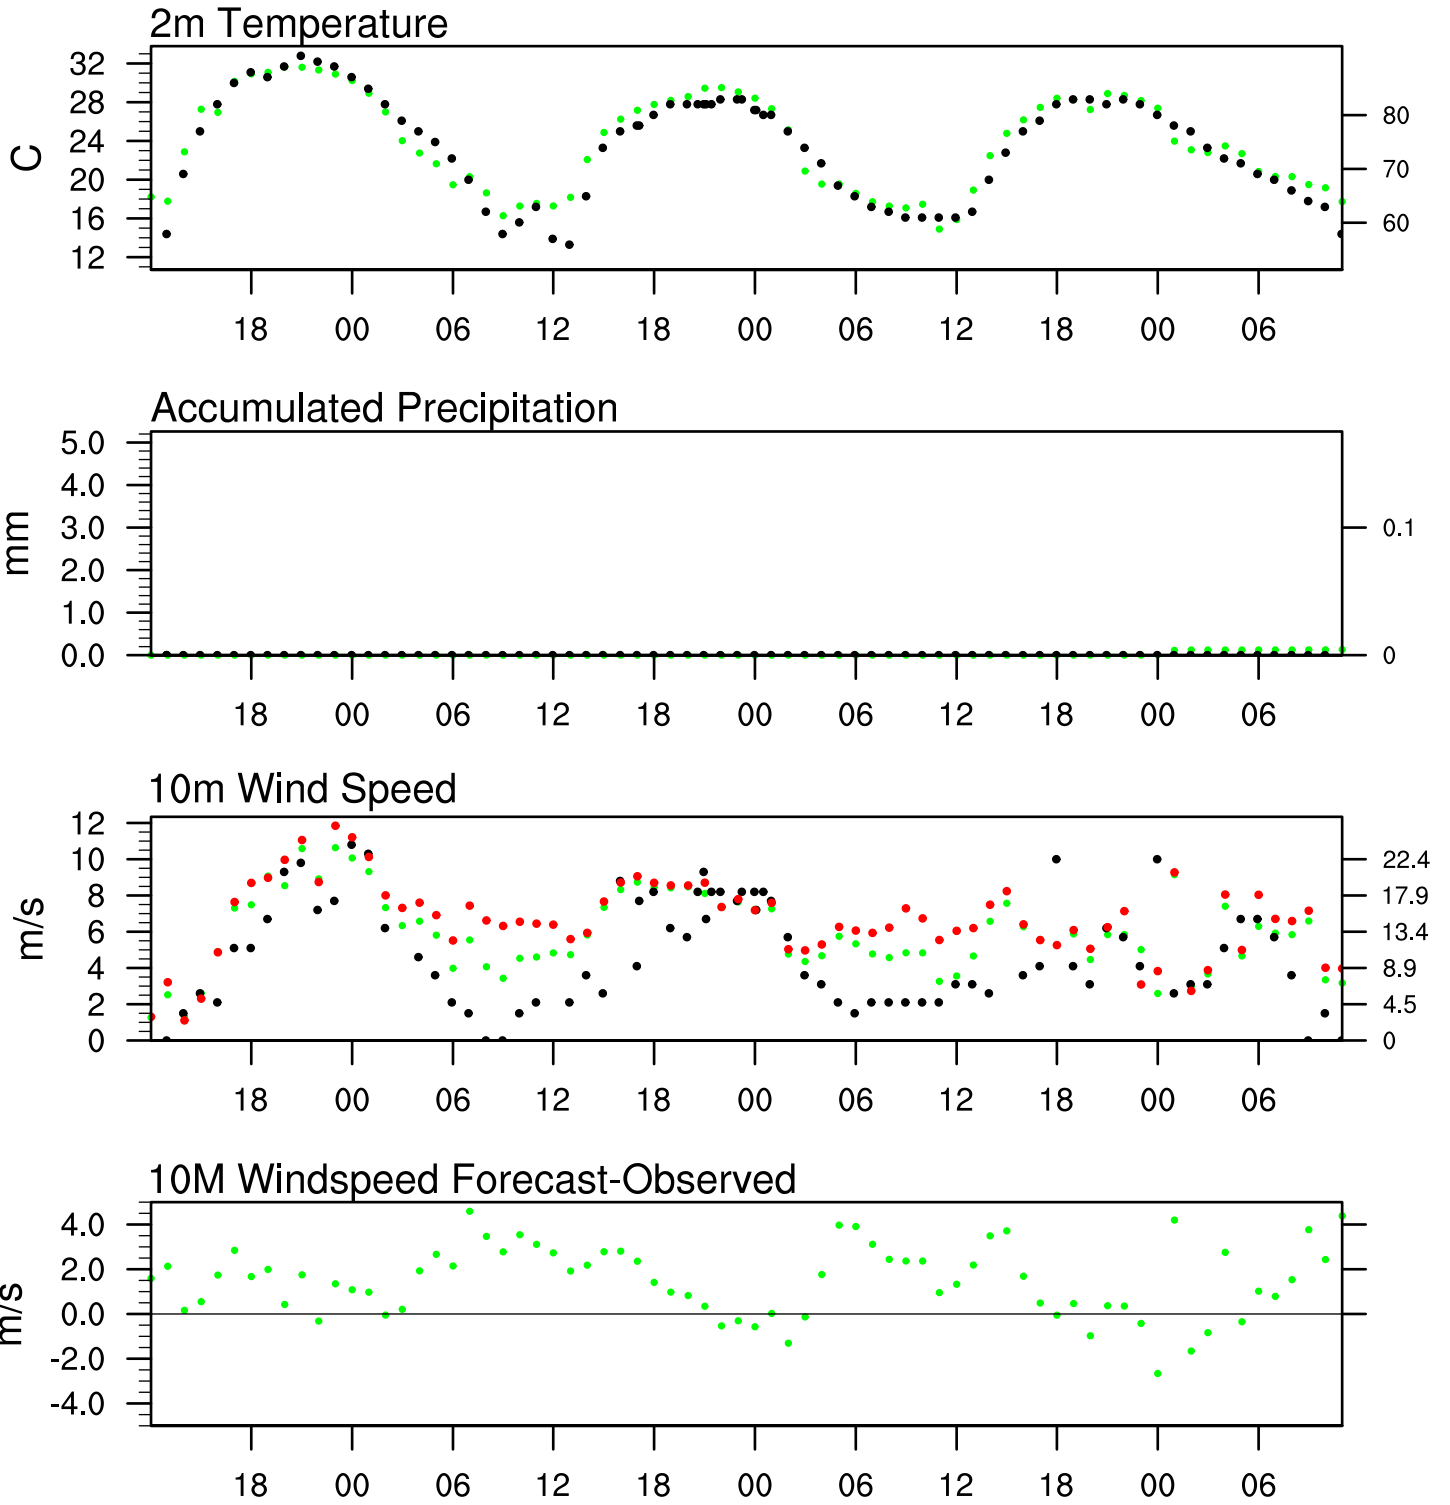 2m Temperature
32
28
24
20
16
12
C
80
70
60
18 00 06 12 18 00 06 12 18 00 06
Accumulated Precipitation
5.0
4.0
3.0
2.0
1.0
0.0
mm
0.1
0
18 00 06 12 18 00 06 12 18 00 06
10m Wind Speed
12
10
8
6
4
2
0
m/s
22.4
17.9
13.4
8.9
4.5
0
18 00 06 12 18 00 06 12 18 00 06
10M Windspeed Forecast-Observed
4.0
2.0
0.0
-2.0
-4.0
m/s
18 00 06 12 18 00 06 12 18 00 06